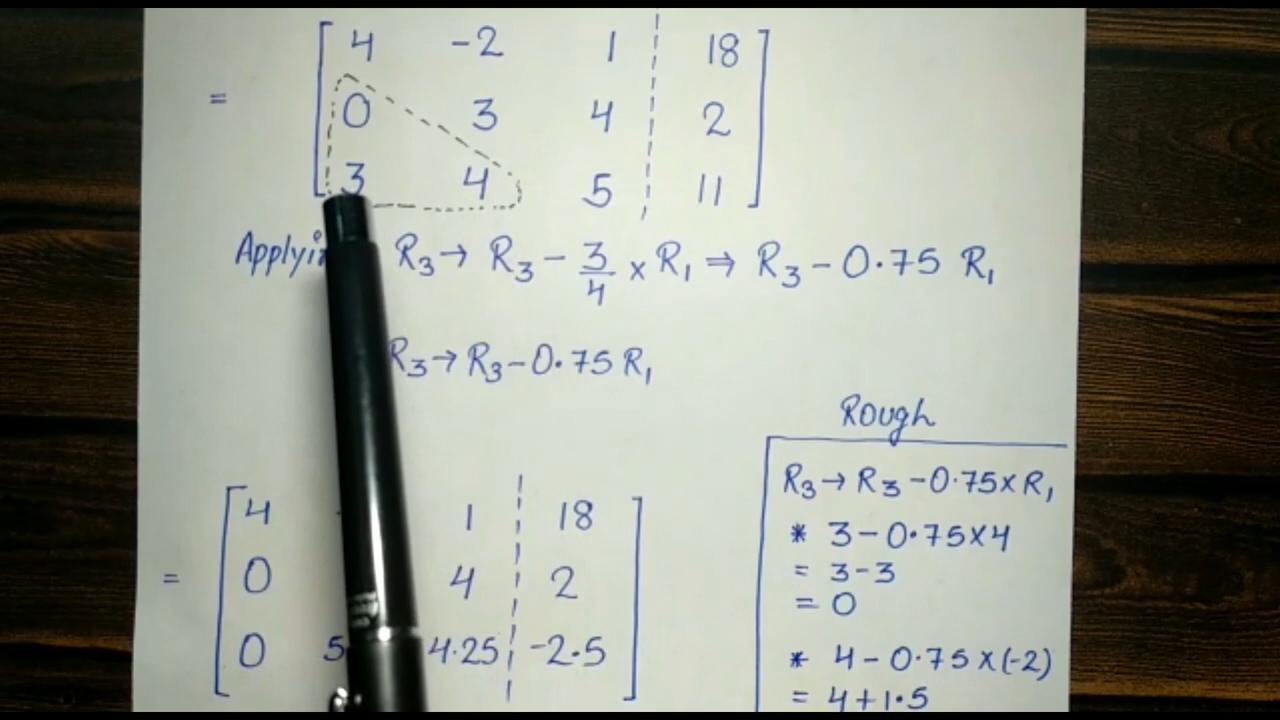 4 -2 1 18
= 0 3 4 2
3 4 5 11
R3 → R3 - 3/4 × R1 ⇒ R3 - 0.75 R1
R3 → R3 - 0.75 R1
4 1 18
= 0 4 2
0 4.25 -2.5
Rough
R3 → R3 - 0.75 × R1
* 3 - 0.75 × 4
= 3 - 3
= 0
* 4 - 0.75 × (-2)
= 4 + 1.5